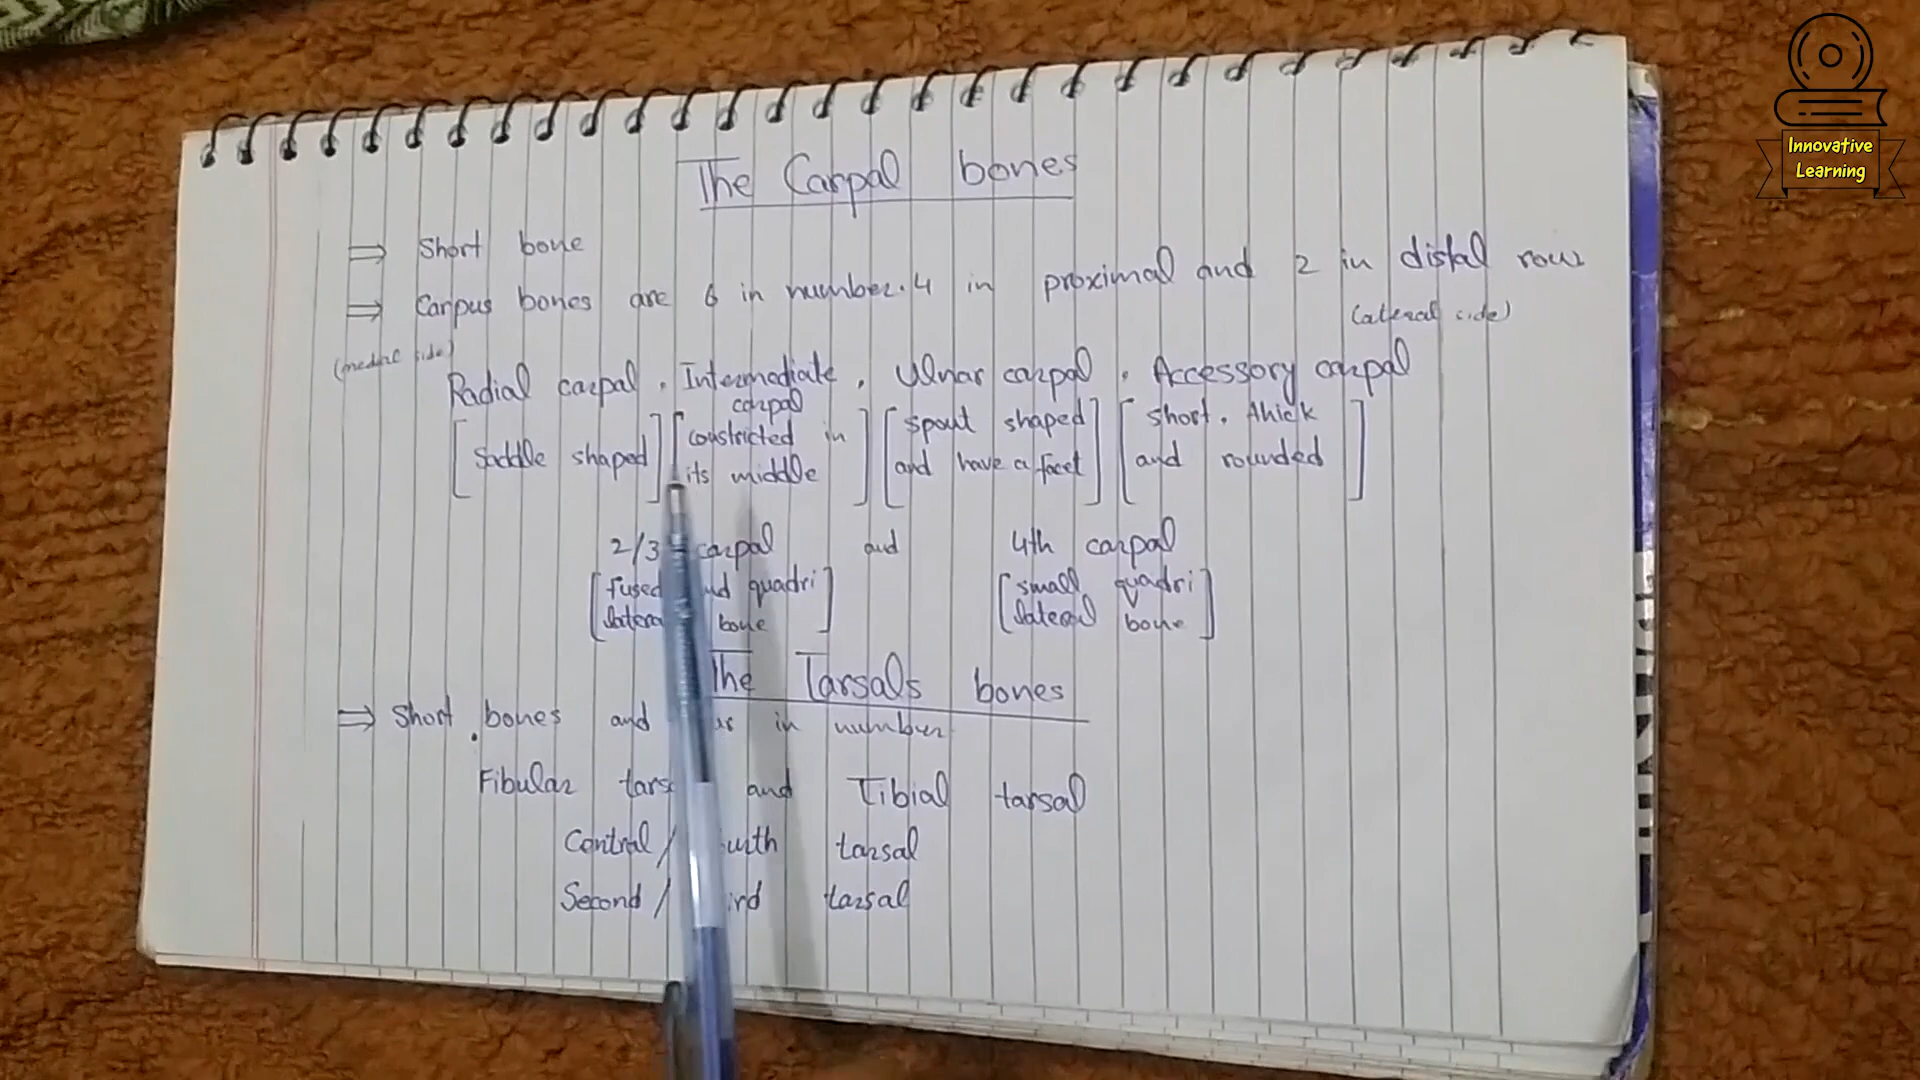 The Carpal bones
⇒ Short bone
⇒ Carpus bones are 6 in number. 4 in proximal and 2 in distal row
(medial side) (lateral side)
Radial carpal, Intermediate carpal, Ulnar carpal, Accessory carpal
[Saddle shaped] [constricted in its middle] [spout shaped and have a facet] [short, thick and rounded]
2/3 carpal and 4th carpal
[fused quadri bone] [small quadri lateral bone]
The Tarsals bones
⇒ Short bones and in number
Fibular and Tibial tarsal
Central/ tarsal
Second/ tarsal
Innovative
Learning